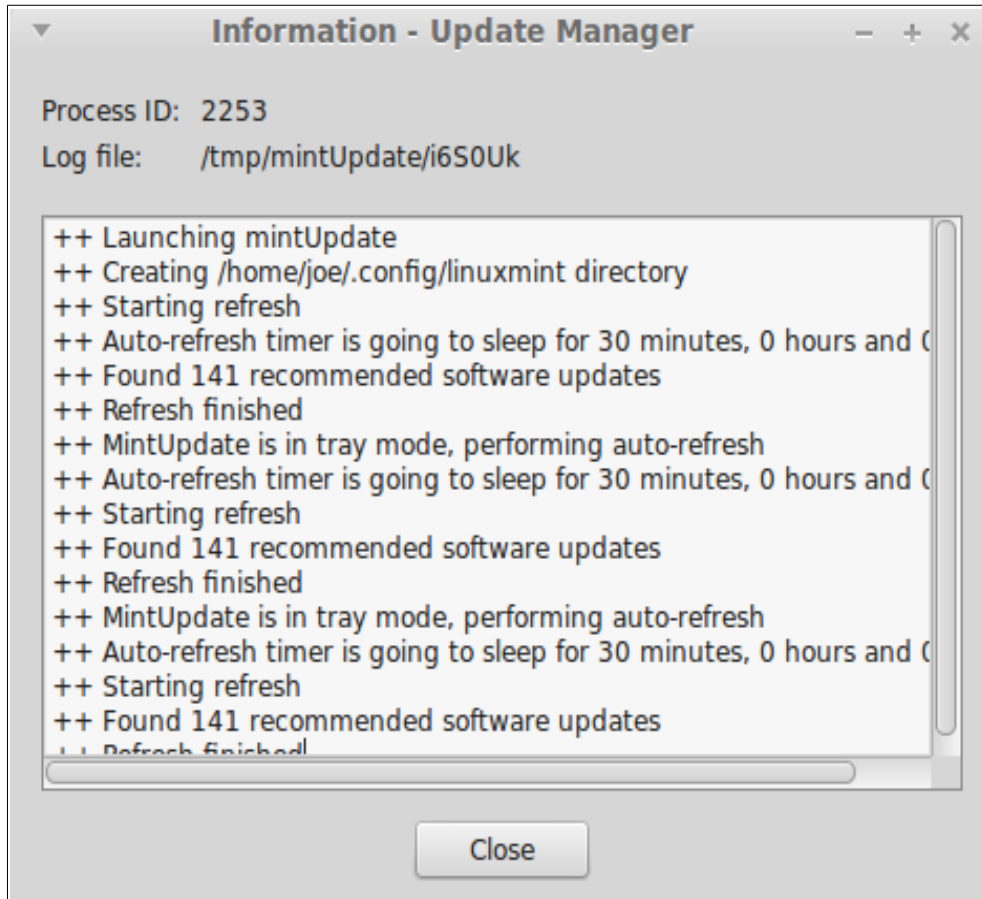 Information - Update Manager
Process ID: 2253
Log file: /tmp/mintUpdate/i6S0Uk
++ Launching mintUpdate
++ Creating /home/joe/.config/linuxmint directory
++ Starting refresh
++ Auto-refresh timer is going to sleep for 30 minutes, 0 hours and
++ Found 141 recommended software updates
++ Refresh finished
++ MintUpdate is in tray mode, performing auto-refresh
++ Auto-refresh timer is going to sleep for 30 minutes, 0 hours and
++ Starting refresh
++ Found 141 recommended software updates
++ Refresh finished
++ MintUpdate is in tray mode, performing auto-refresh
++ Auto-refresh timer is going to sleep for 30 minutes, 0 hours and
++ Starting refresh
++ Found 141 recommended software updates
++ Refresh finished
Close